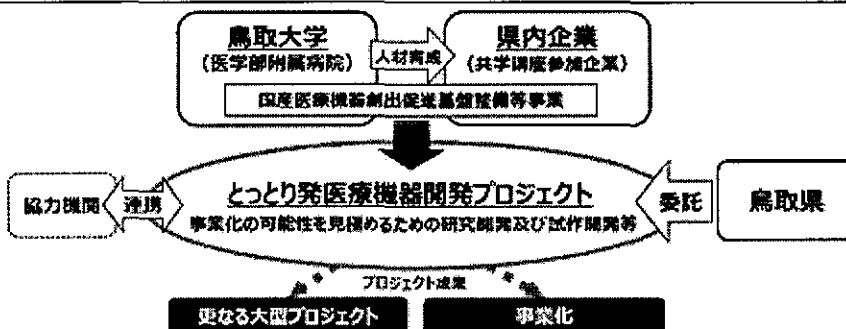 鳥取大学
(医学部附属病院)
人材育成
県内企業
(共学講座参加企業)
国産医療機器創出促進基盤整備等事業
協力機関
連携
とっとり発医療機器開発プロジェクト
事業化の可能性を見極めるための研究開発及び試作開発等
委託
鳥取県
プロジェクト成果
更なる大型プロジェクト
事業化